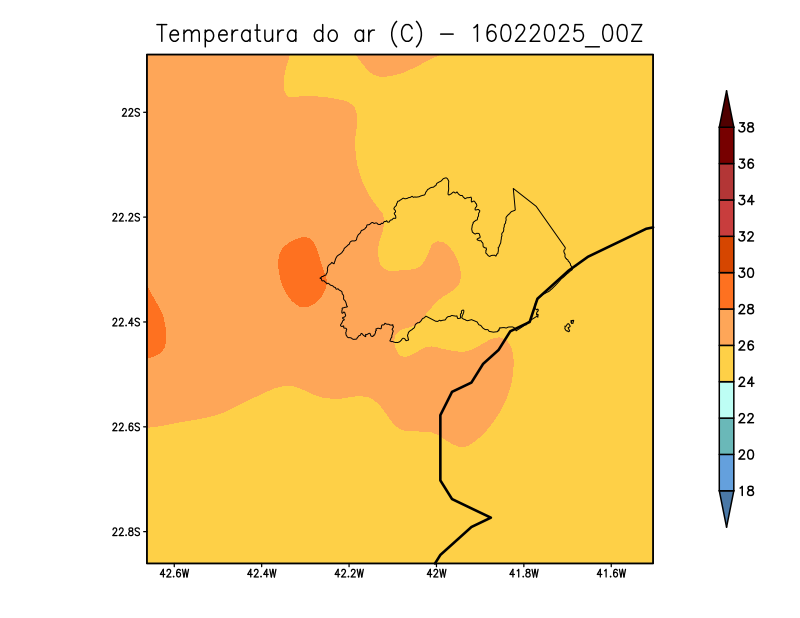 Temperatura do ar (C) - 16022025_00Z
22S
22.2S
22.4S
22.6S
22.8S
42.6W
42.4W
42.2W
42W
41.8W
41.6W
38
36
34
32
30
28
26
24
22
20
18